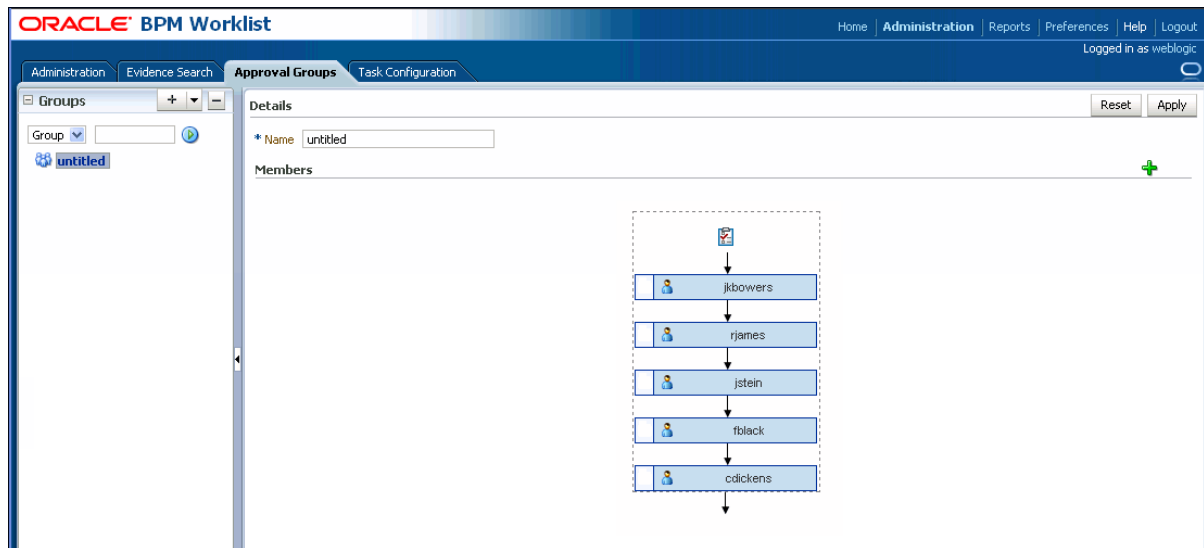 ORACLE BPM Worklist
Home Administration Reports Preferences Help Logout
Logged in as weblogic
Administration Evidence Search Approval Groups Task Configuration
Groups
Group
untitled
Details
Reset Apply
* Name untitled
Members
jkbowers
rjames
jstein
fblack
cdickens